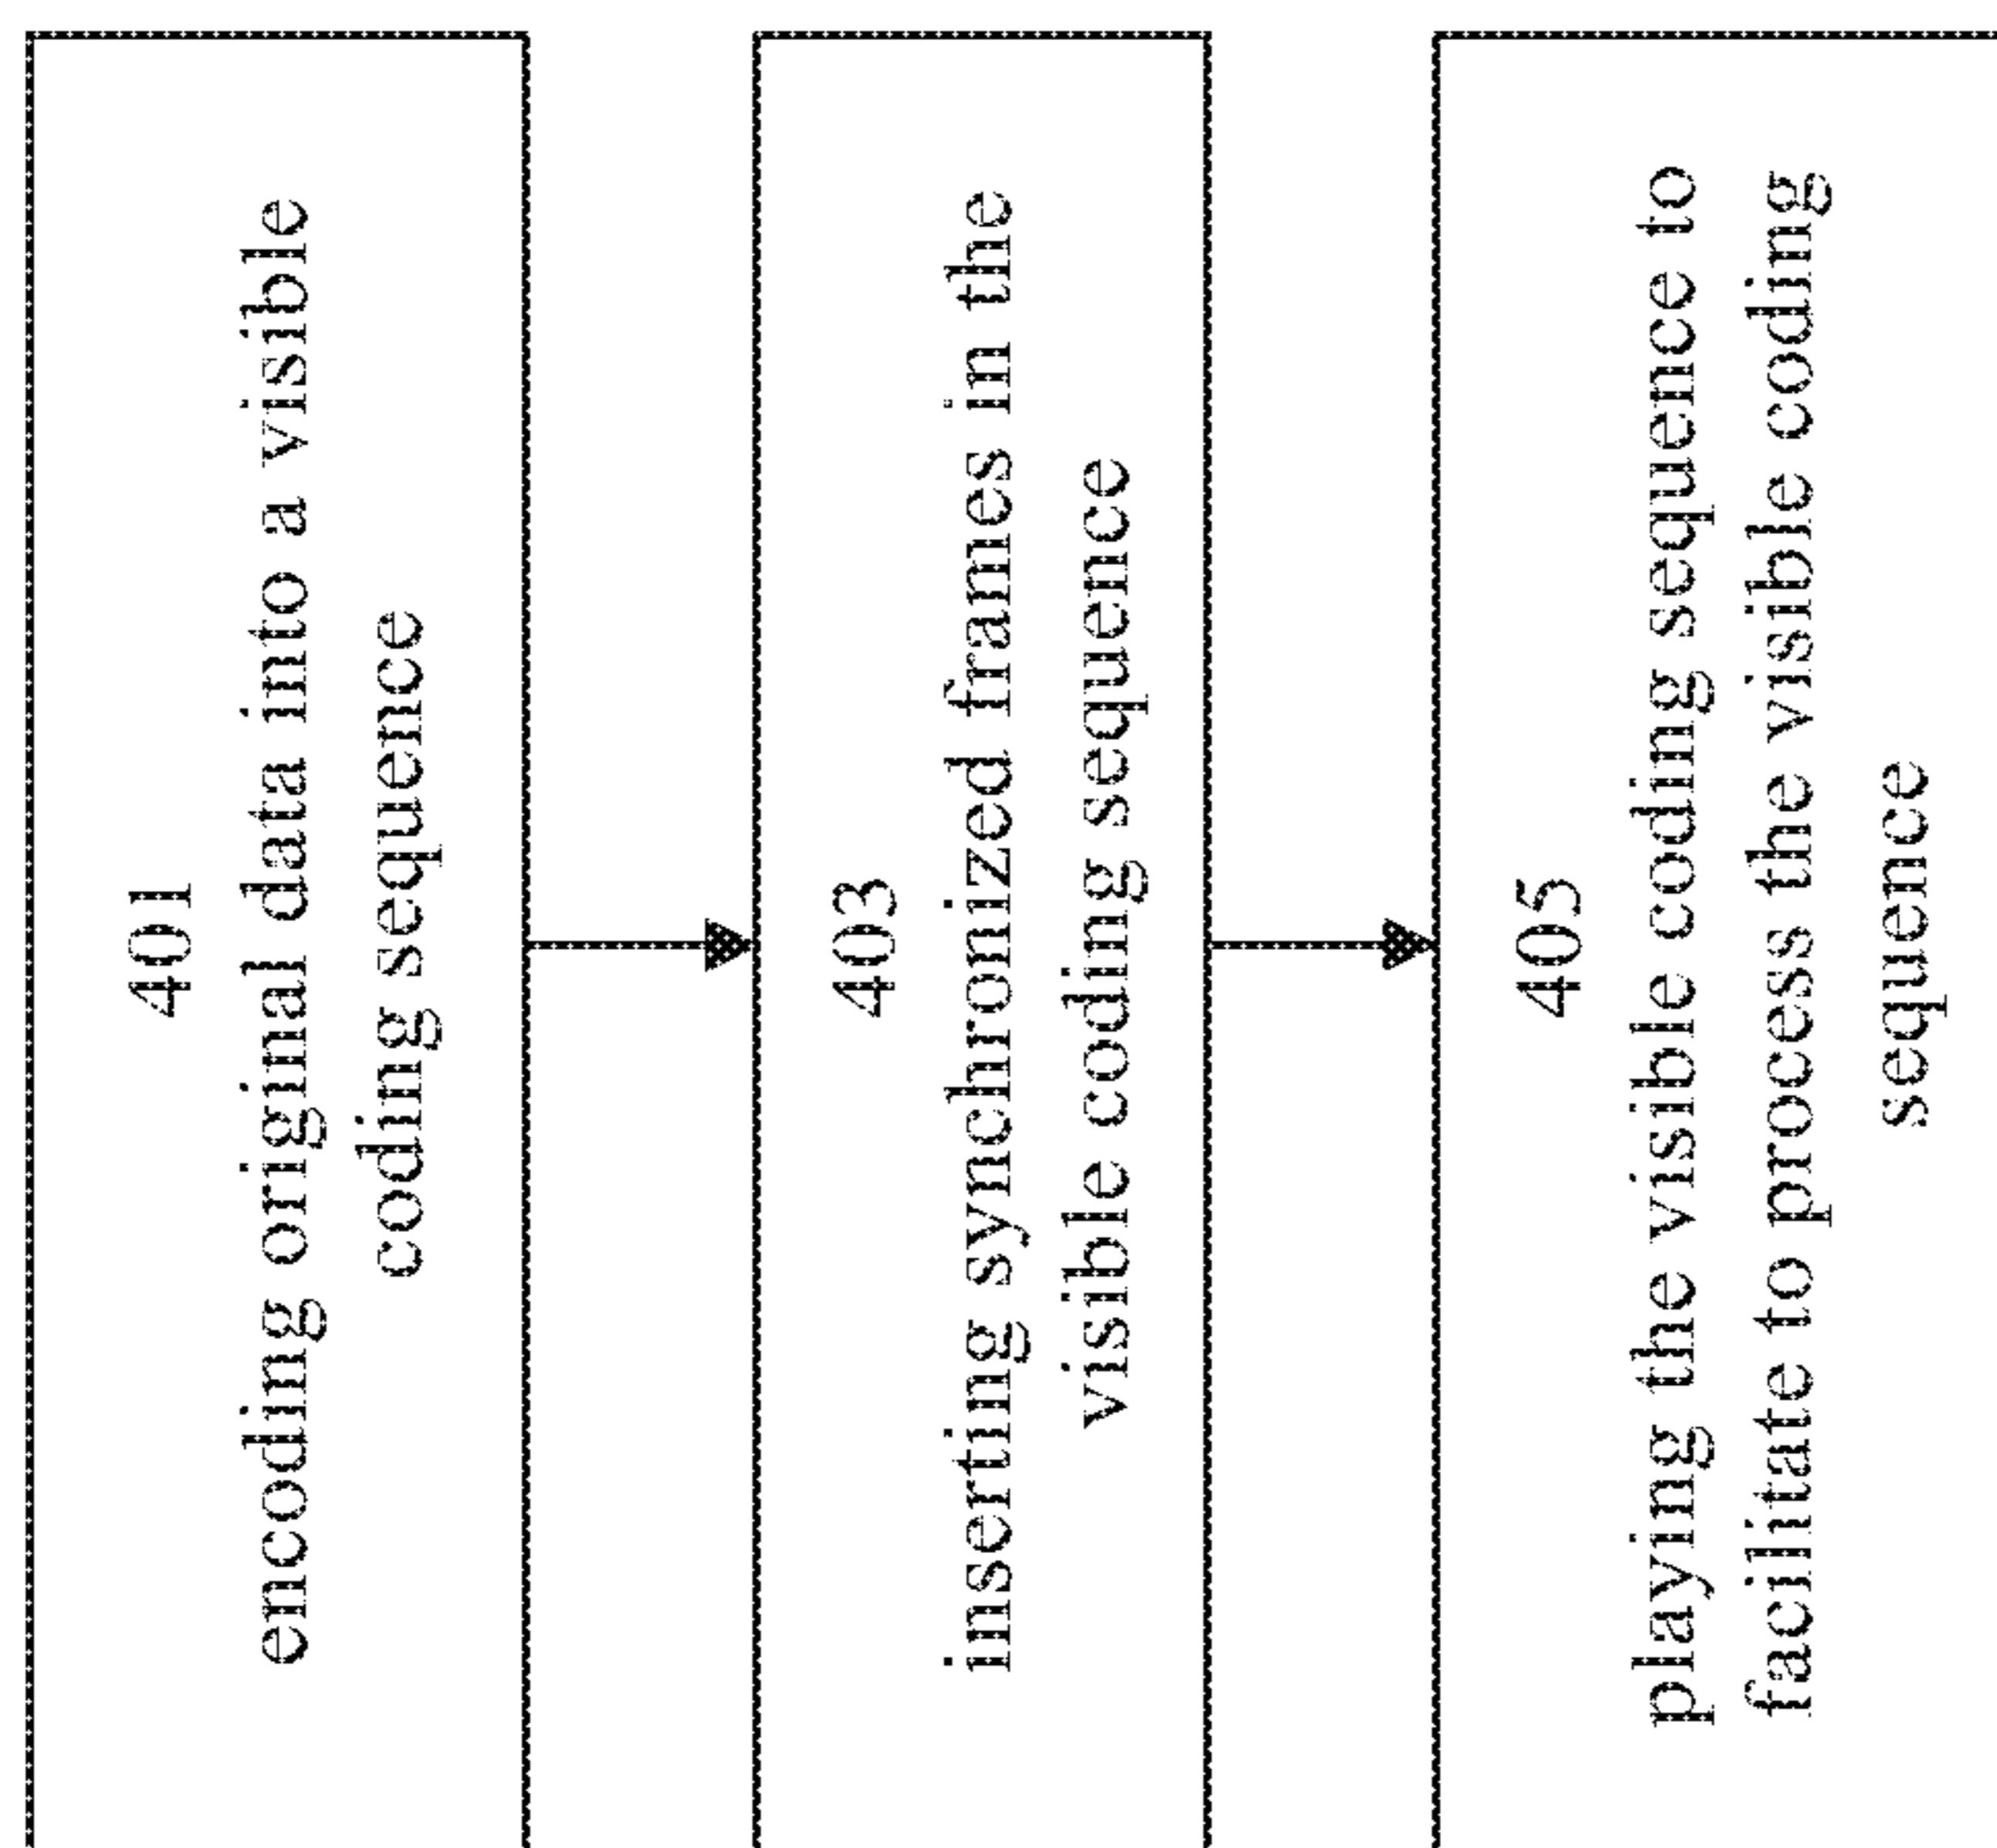 401
encoding original data into a visible
coding sequence
403
inserting synchronized frames in the
visible coding sequence
405
playing the visible coding sequence to
facilitate to process the visible coding
sequence